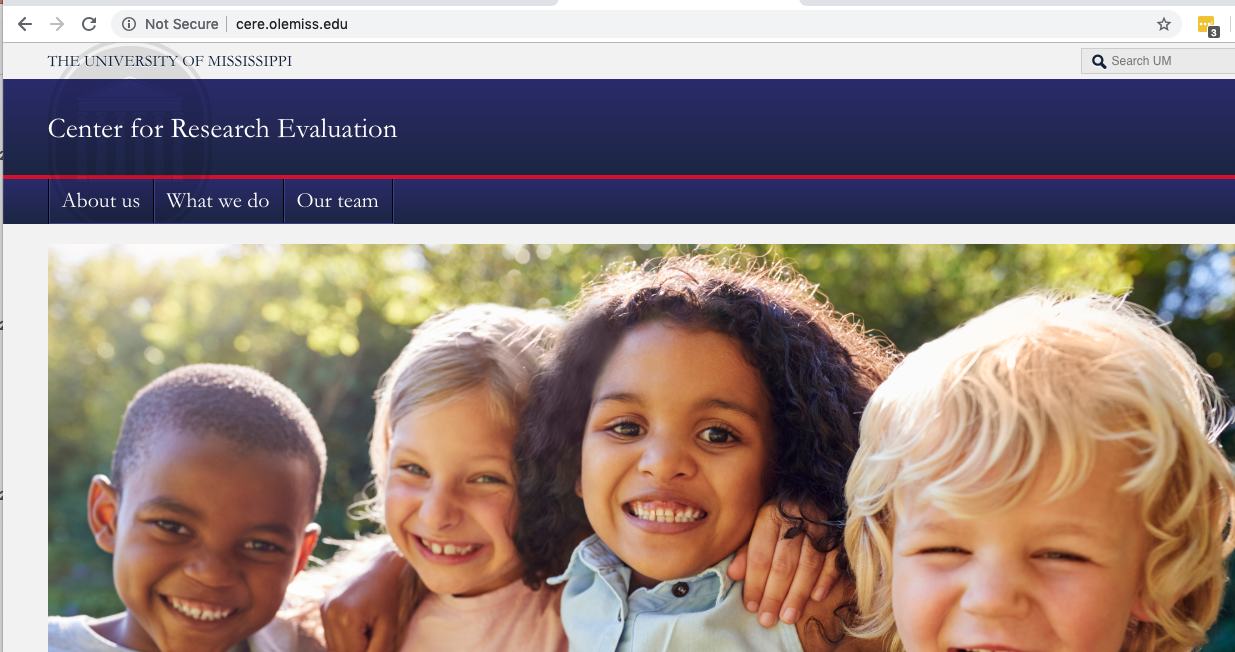 Not Secure cere.olemiss.edu
3
THE UNIVERSITY OF MISSISSIPPI
Search UM
Center for Research Evaluation
About us What we do Our team